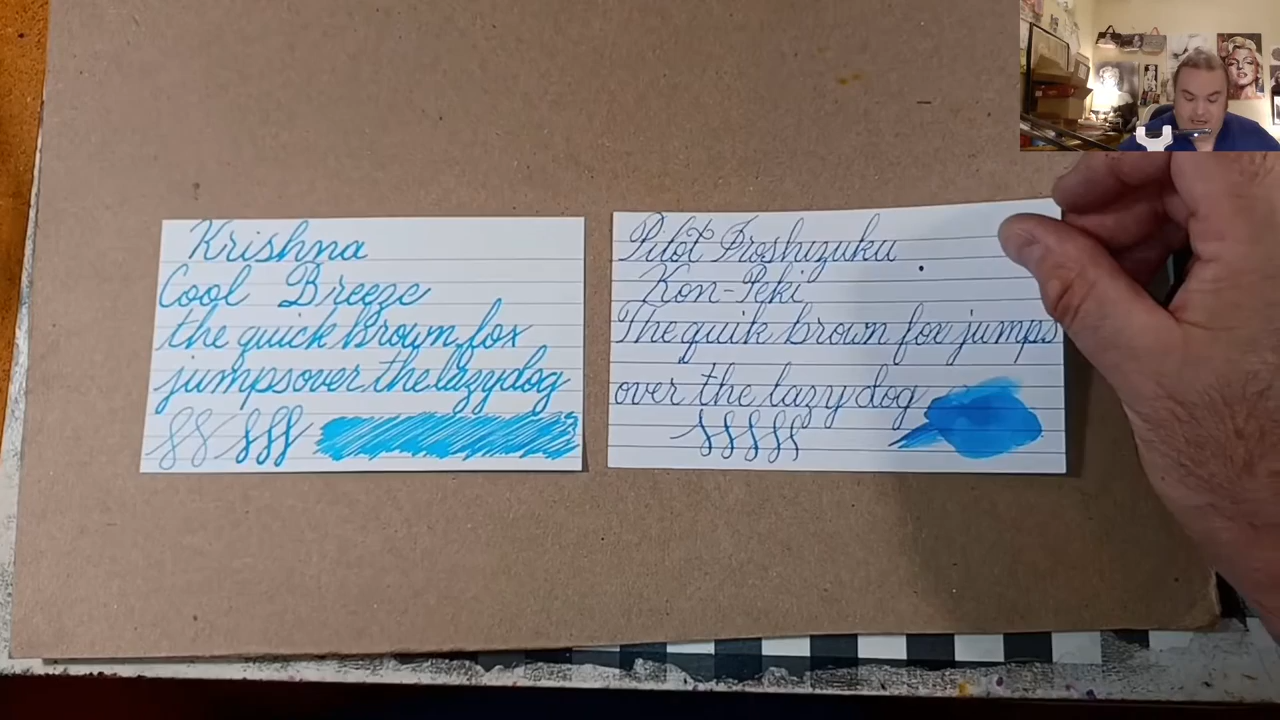 Krishna
Cool Breeze
the quick brown fox
jumpsover the lazydog
Pilot Iroshizuku
Kon-Peki
The quik brown fox jumps
over the lazy dog